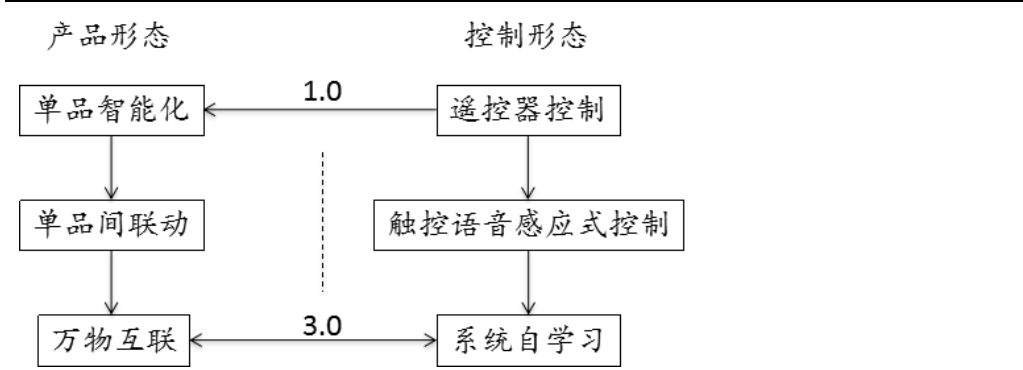 产品形态 控制形态
单品智能化 1.0 遥控器控制
单品间联动 触控语音感应式控制
万物互联 3.0 系统自学习